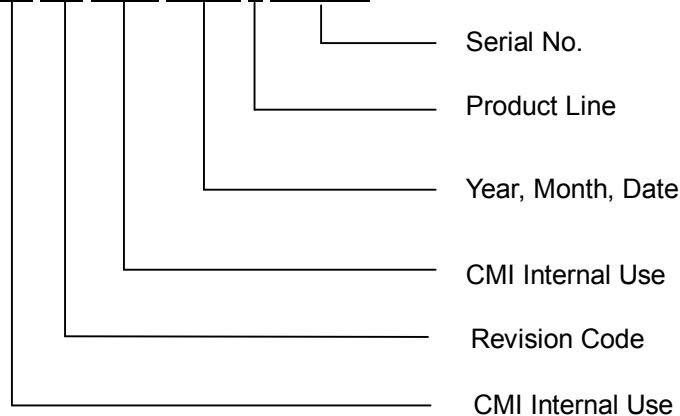 Serial No.
Product Line
Year, Month, Date
CMI Internal Use
Revision Code
CMI Internal Use